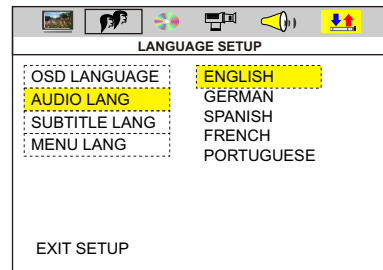 LANGUAGE SETUP
OSD LANGUAGE
AUDIO LANG
SUBTITLE LANG
MENU LANG
ENGLISH
GERMAN
SPANISH
FRENCH
PORTUGUESE
EXIT SETUP